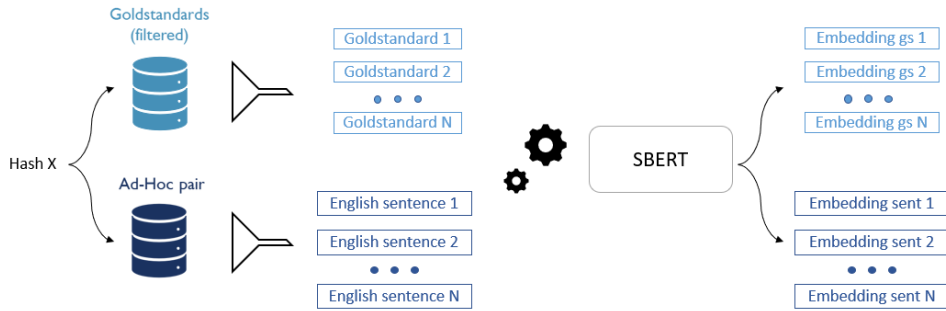 Goldstandards
(filtered)
Goldstandard 1
Goldstandard 2
Goldstandard N
Hash X
Ad-Hoc pair
English sentence 1
English sentence 2
English sentence N
SBERT
Embedding gs 1
Embedding gs 2
Embedding gs N
Embedding sent 1
Embedding sent 2
Embedding sent N